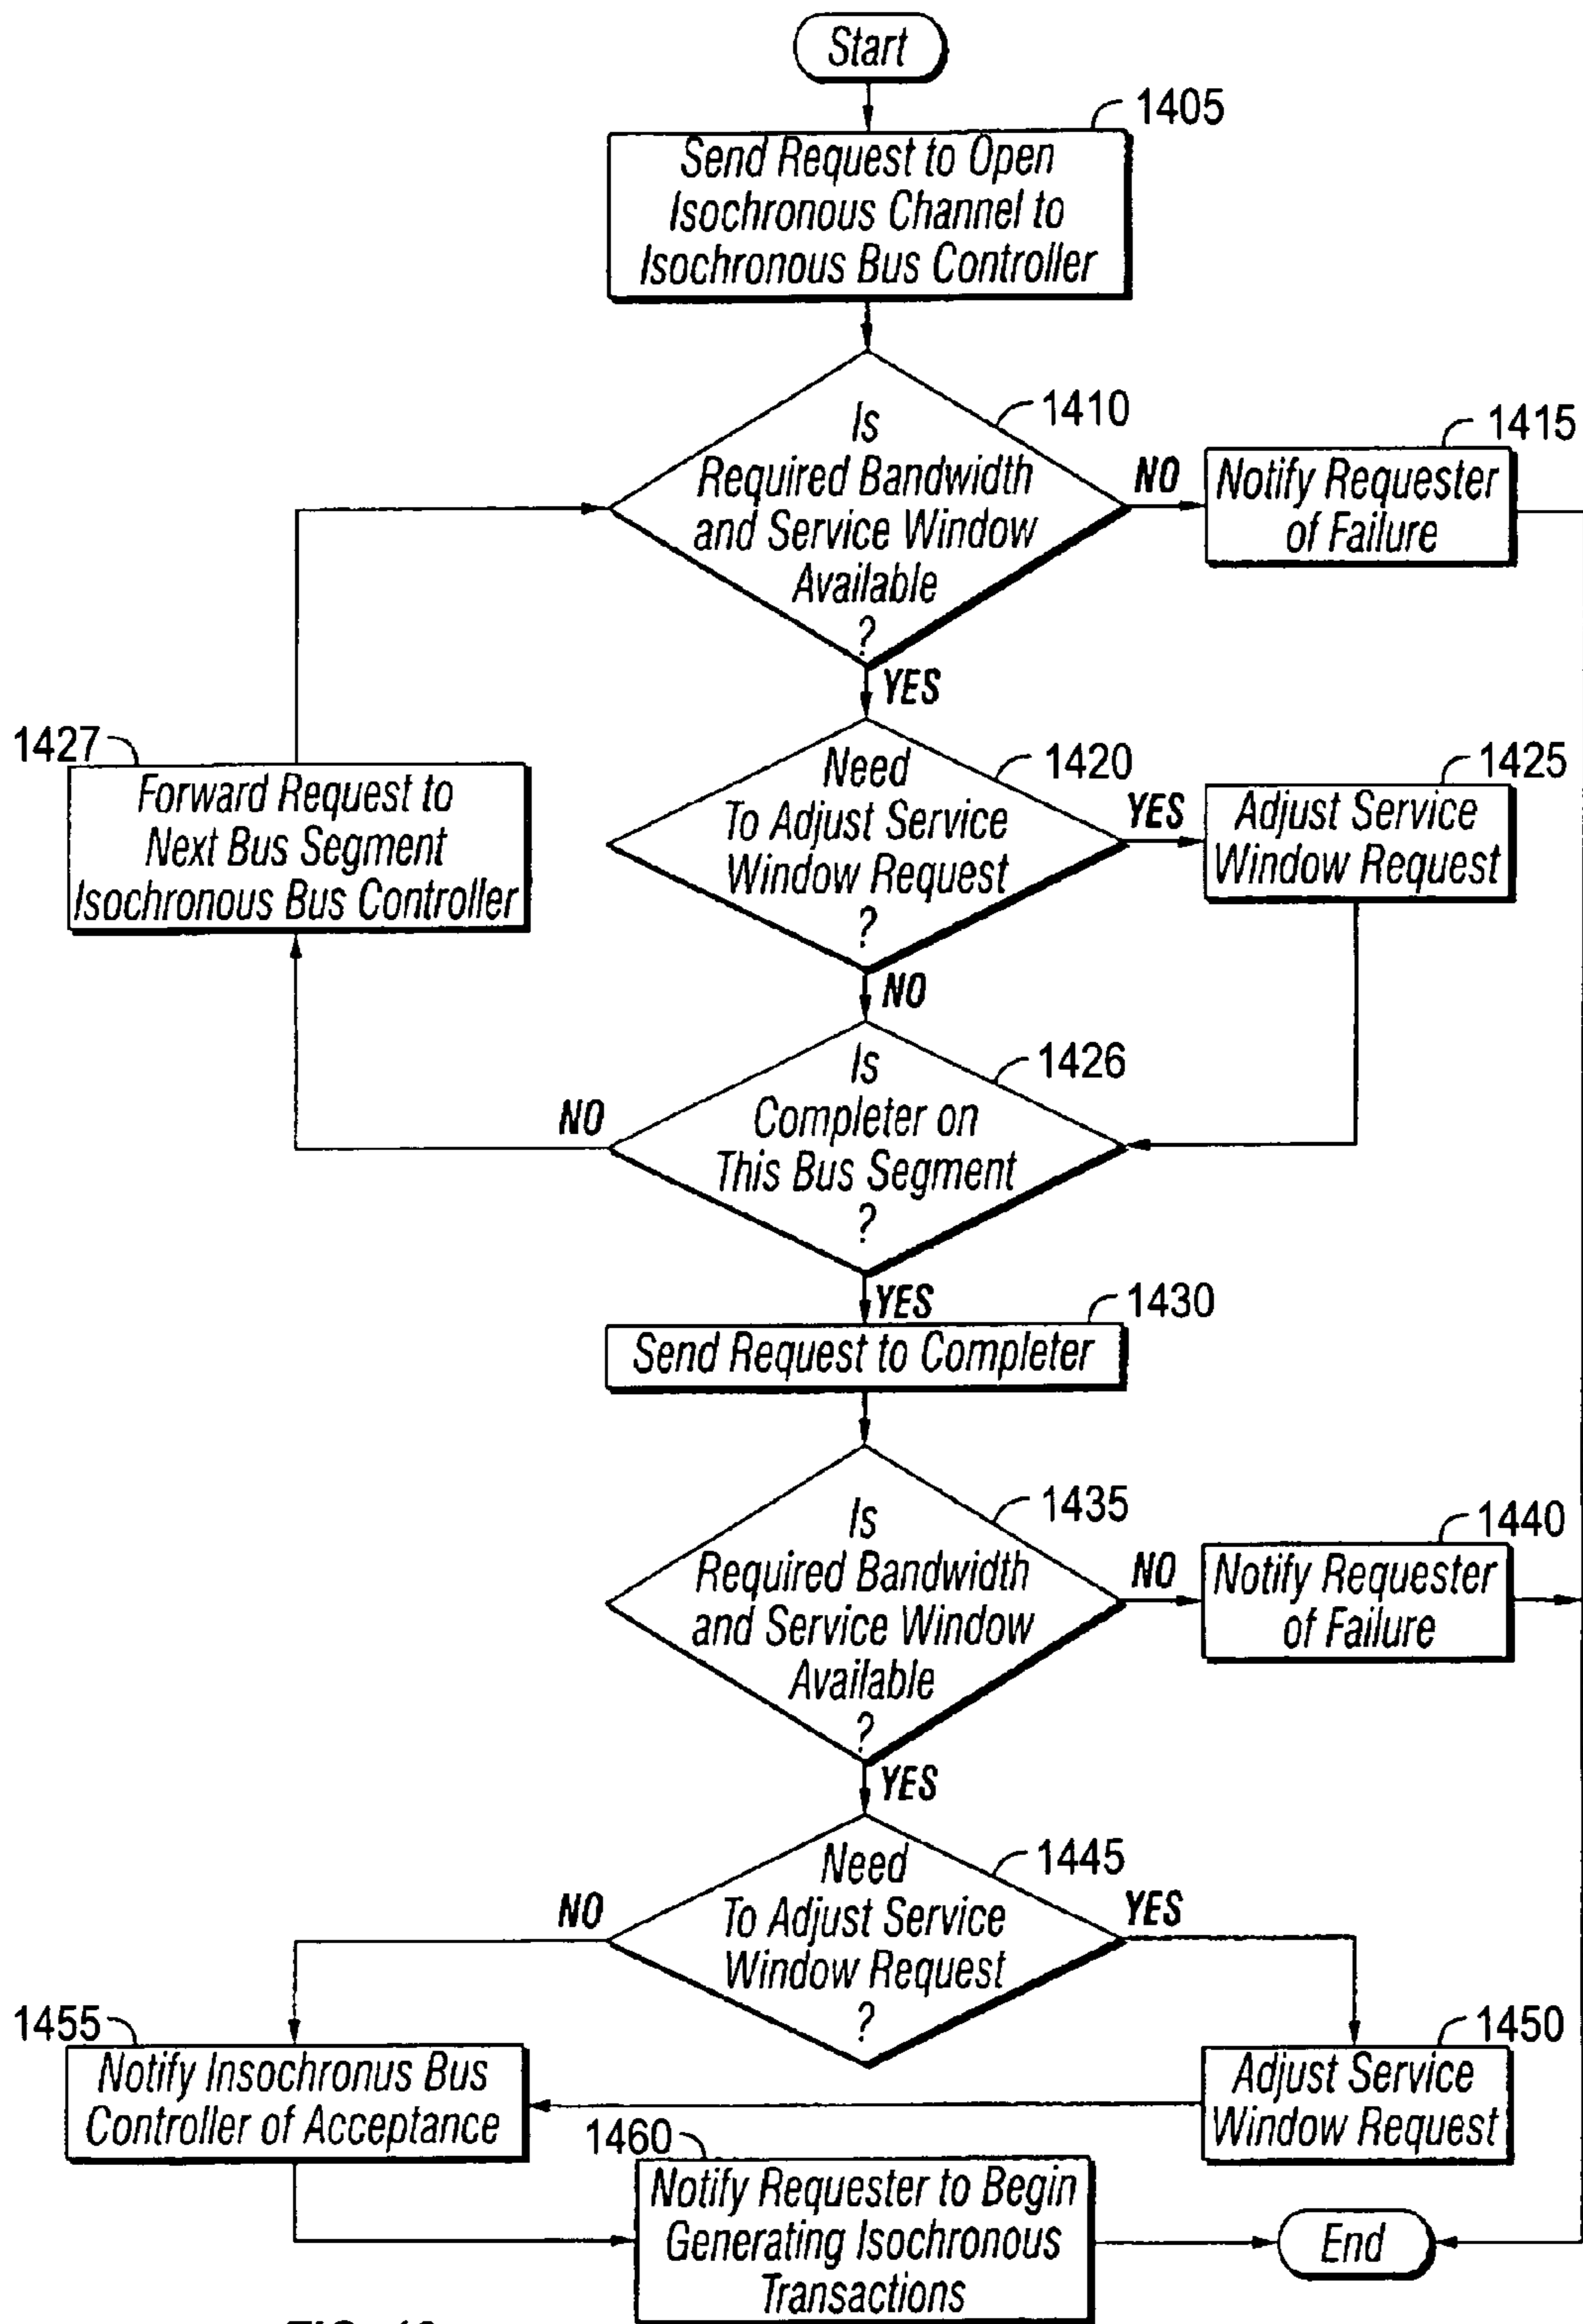 Start
1405
Send Request to Open
Isochronous Channel to
Isochronous Bus Controller
1410
Is
Required Bandwidth
and Service Window
Available
?
NO
1415
Notify Requester
of Failure
YES
1427
Forward Request to
Next Bus Segment
Isochronous Bus Controller
1420
Need
To Adjust Service
Window Request
?
YES
1425
Adjust Service
Window Request
NO
1426
Is
Completer on
This Bus Segment
?
NO
YES
1430
Send Request to Completer
1435
Is
Required Bandwidth
and Service Window
Available
?
NO
1440
Notify Requester
of Failure
YES
1445
Need
To Adjust Service
Window Request
?
NO
YES
1455
Notify Insochronus Bus
Controller of Acceptance
1450
Adjust Service
Window Request
1460
Notify Requester to Begin
Generating Isochronous
Transactions
End